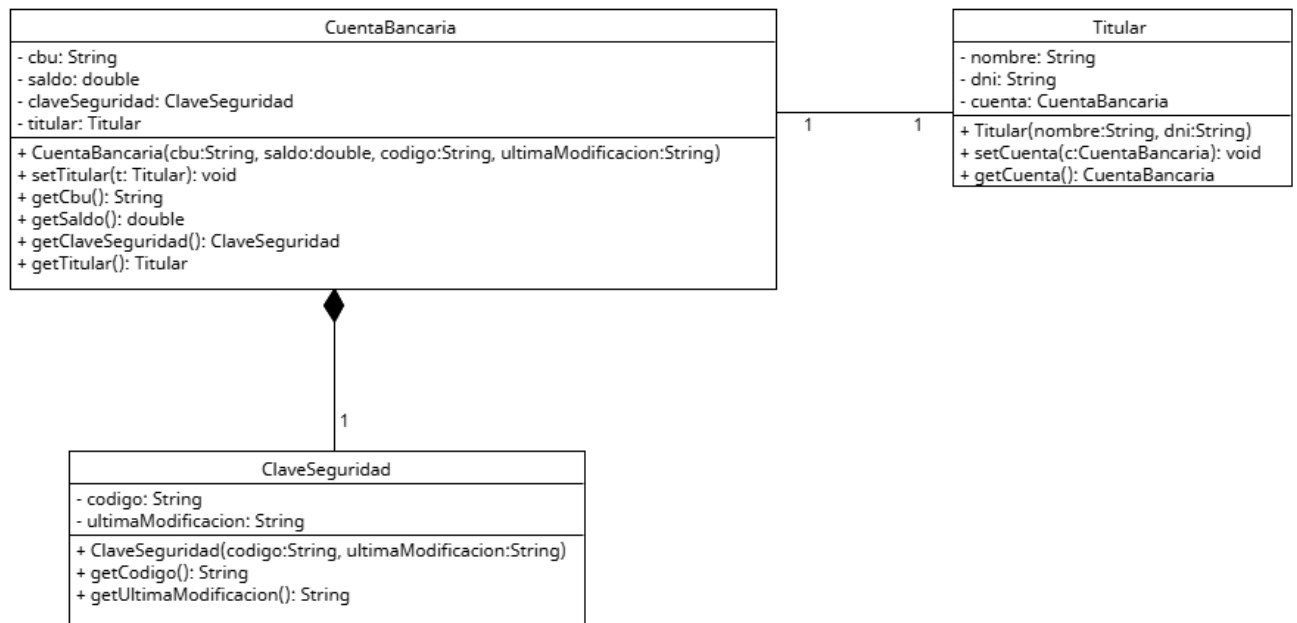 CuentaBancaria
- cbu: String
- saldo: double
- claveSeguridad: ClaveSeguridad
- titular: Titular
+ CuentaBancaria(cbu:String, saldo:double, codigo:String, ultimaModificacion:String)
+ setTitular(t: Titular): void
+ getCbu(): String
+ getSaldo(): double
+ getClaveSeguridad(): ClaveSeguridad
+ getTitular(): Titular
1
1
Titular
- nombre: String
- dni: String
- cuenta: CuentaBancaria
+ Titular(nombre:String, dni:String)
+ setCuenta(c:CuentaBancaria): void
+ getCuenta(): CuentaBancaria
1
ClaveSeguridad
- codigo: String
- ultimaModificacion: String
+ ClaveSeguridad(codigo:String, ultimaModificacion:String)
+ getCodigo(): String
+ getUltimaModificacion(): String